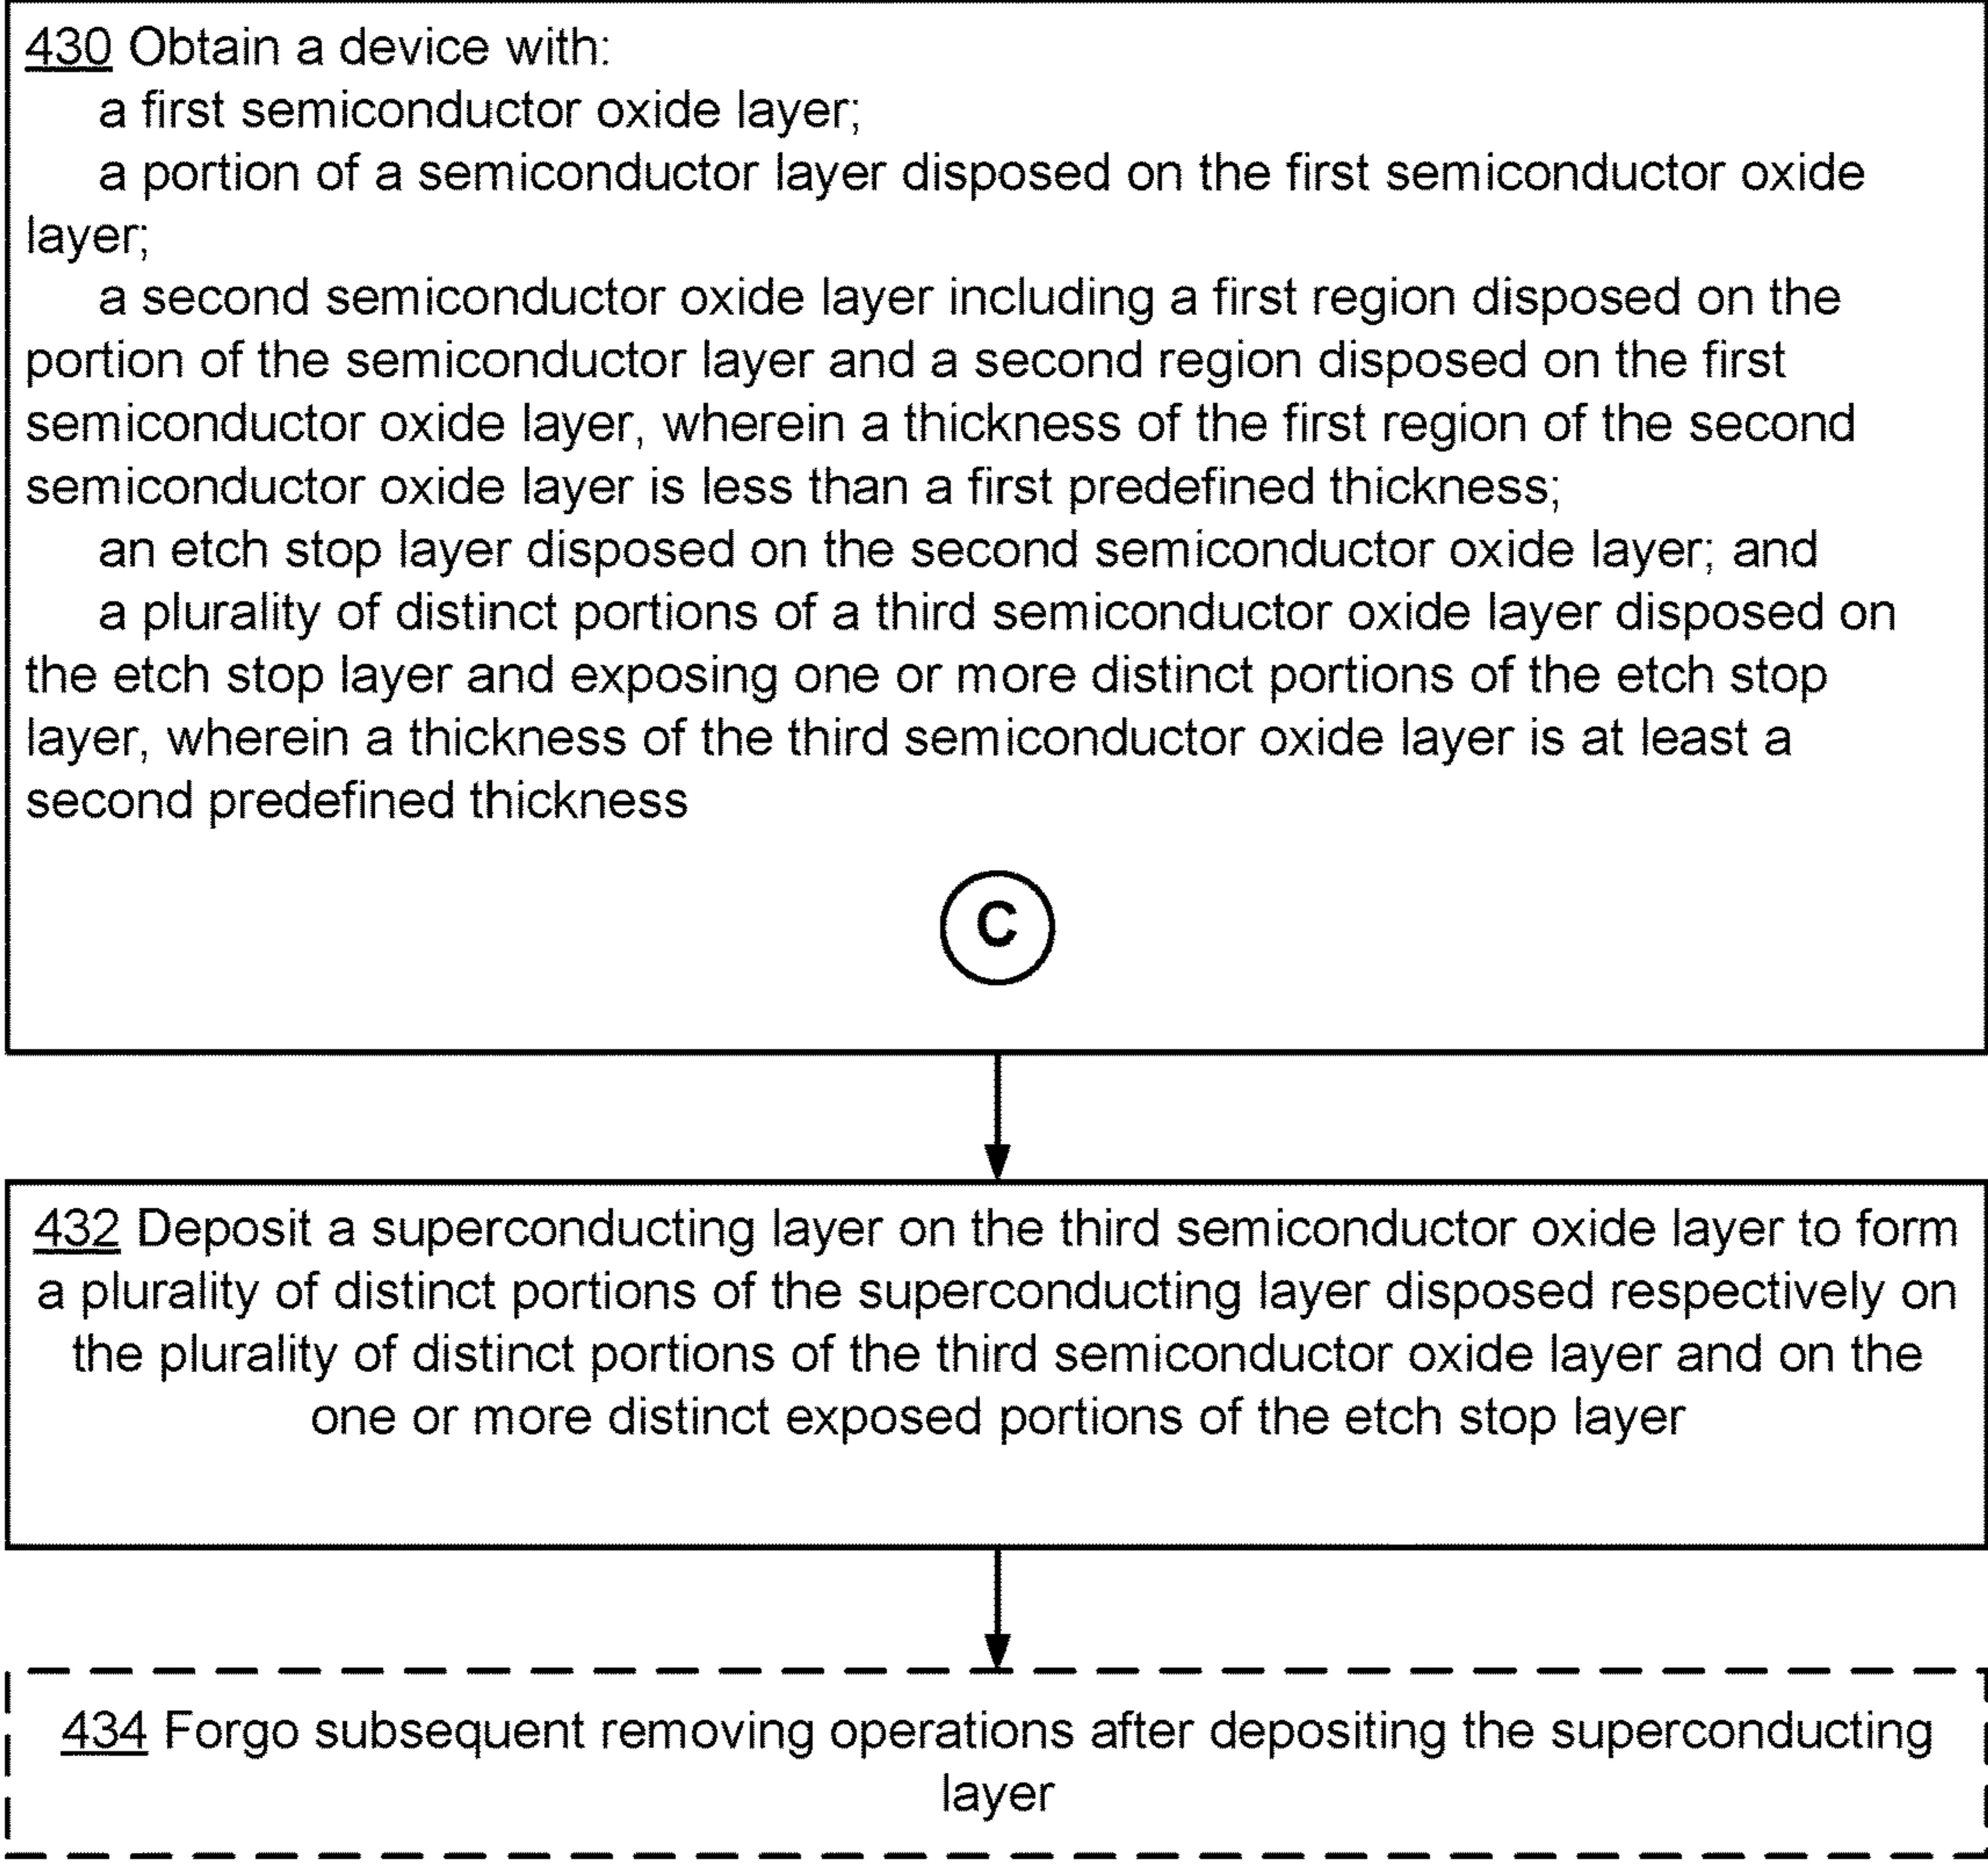 430 Obtain a device with:
a first semiconductor oxide layer;
a portion of a semiconductor layer disposed on the first semiconductor oxide
layer;
a second semiconductor oxide layer including a first region disposed on the
portion of the semiconductor layer and a second region disposed on the first
semiconductor oxide layer, wherein a thickness of the first region of the second
semiconductor oxide layer is less than a first predefined thickness;
an etch stop layer disposed on the second semiconductor oxide layer; and
a plurality of distinct portions of a third semiconductor oxide layer disposed on
the etch stop layer and exposing one or more distinct portions of the etch stop
layer, wherein a thickness of the third semiconductor oxide layer is at least a
second predefined thickness
C
432 Deposit a superconducting layer on the third semiconductor oxide layer to form
a plurality of distinct portions of the superconducting layer disposed respectively on
the plurality of distinct portions of the third semiconductor oxide layer and on the
one or more distinct exposed portions of the etch stop layer
434 Forgo subsequent removing operations after depositing the superconducting
layer